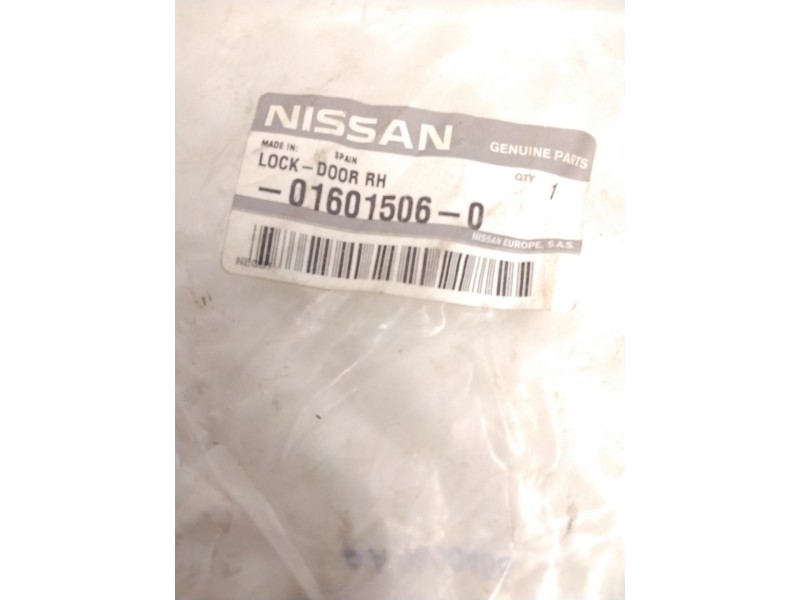 NISSAN
GENUINE PARTS
MADE IN: SPAIN
LOCK-DOOR RH
QTY 1
-01601506-0
NISSAN EUROPE, S.A.S.